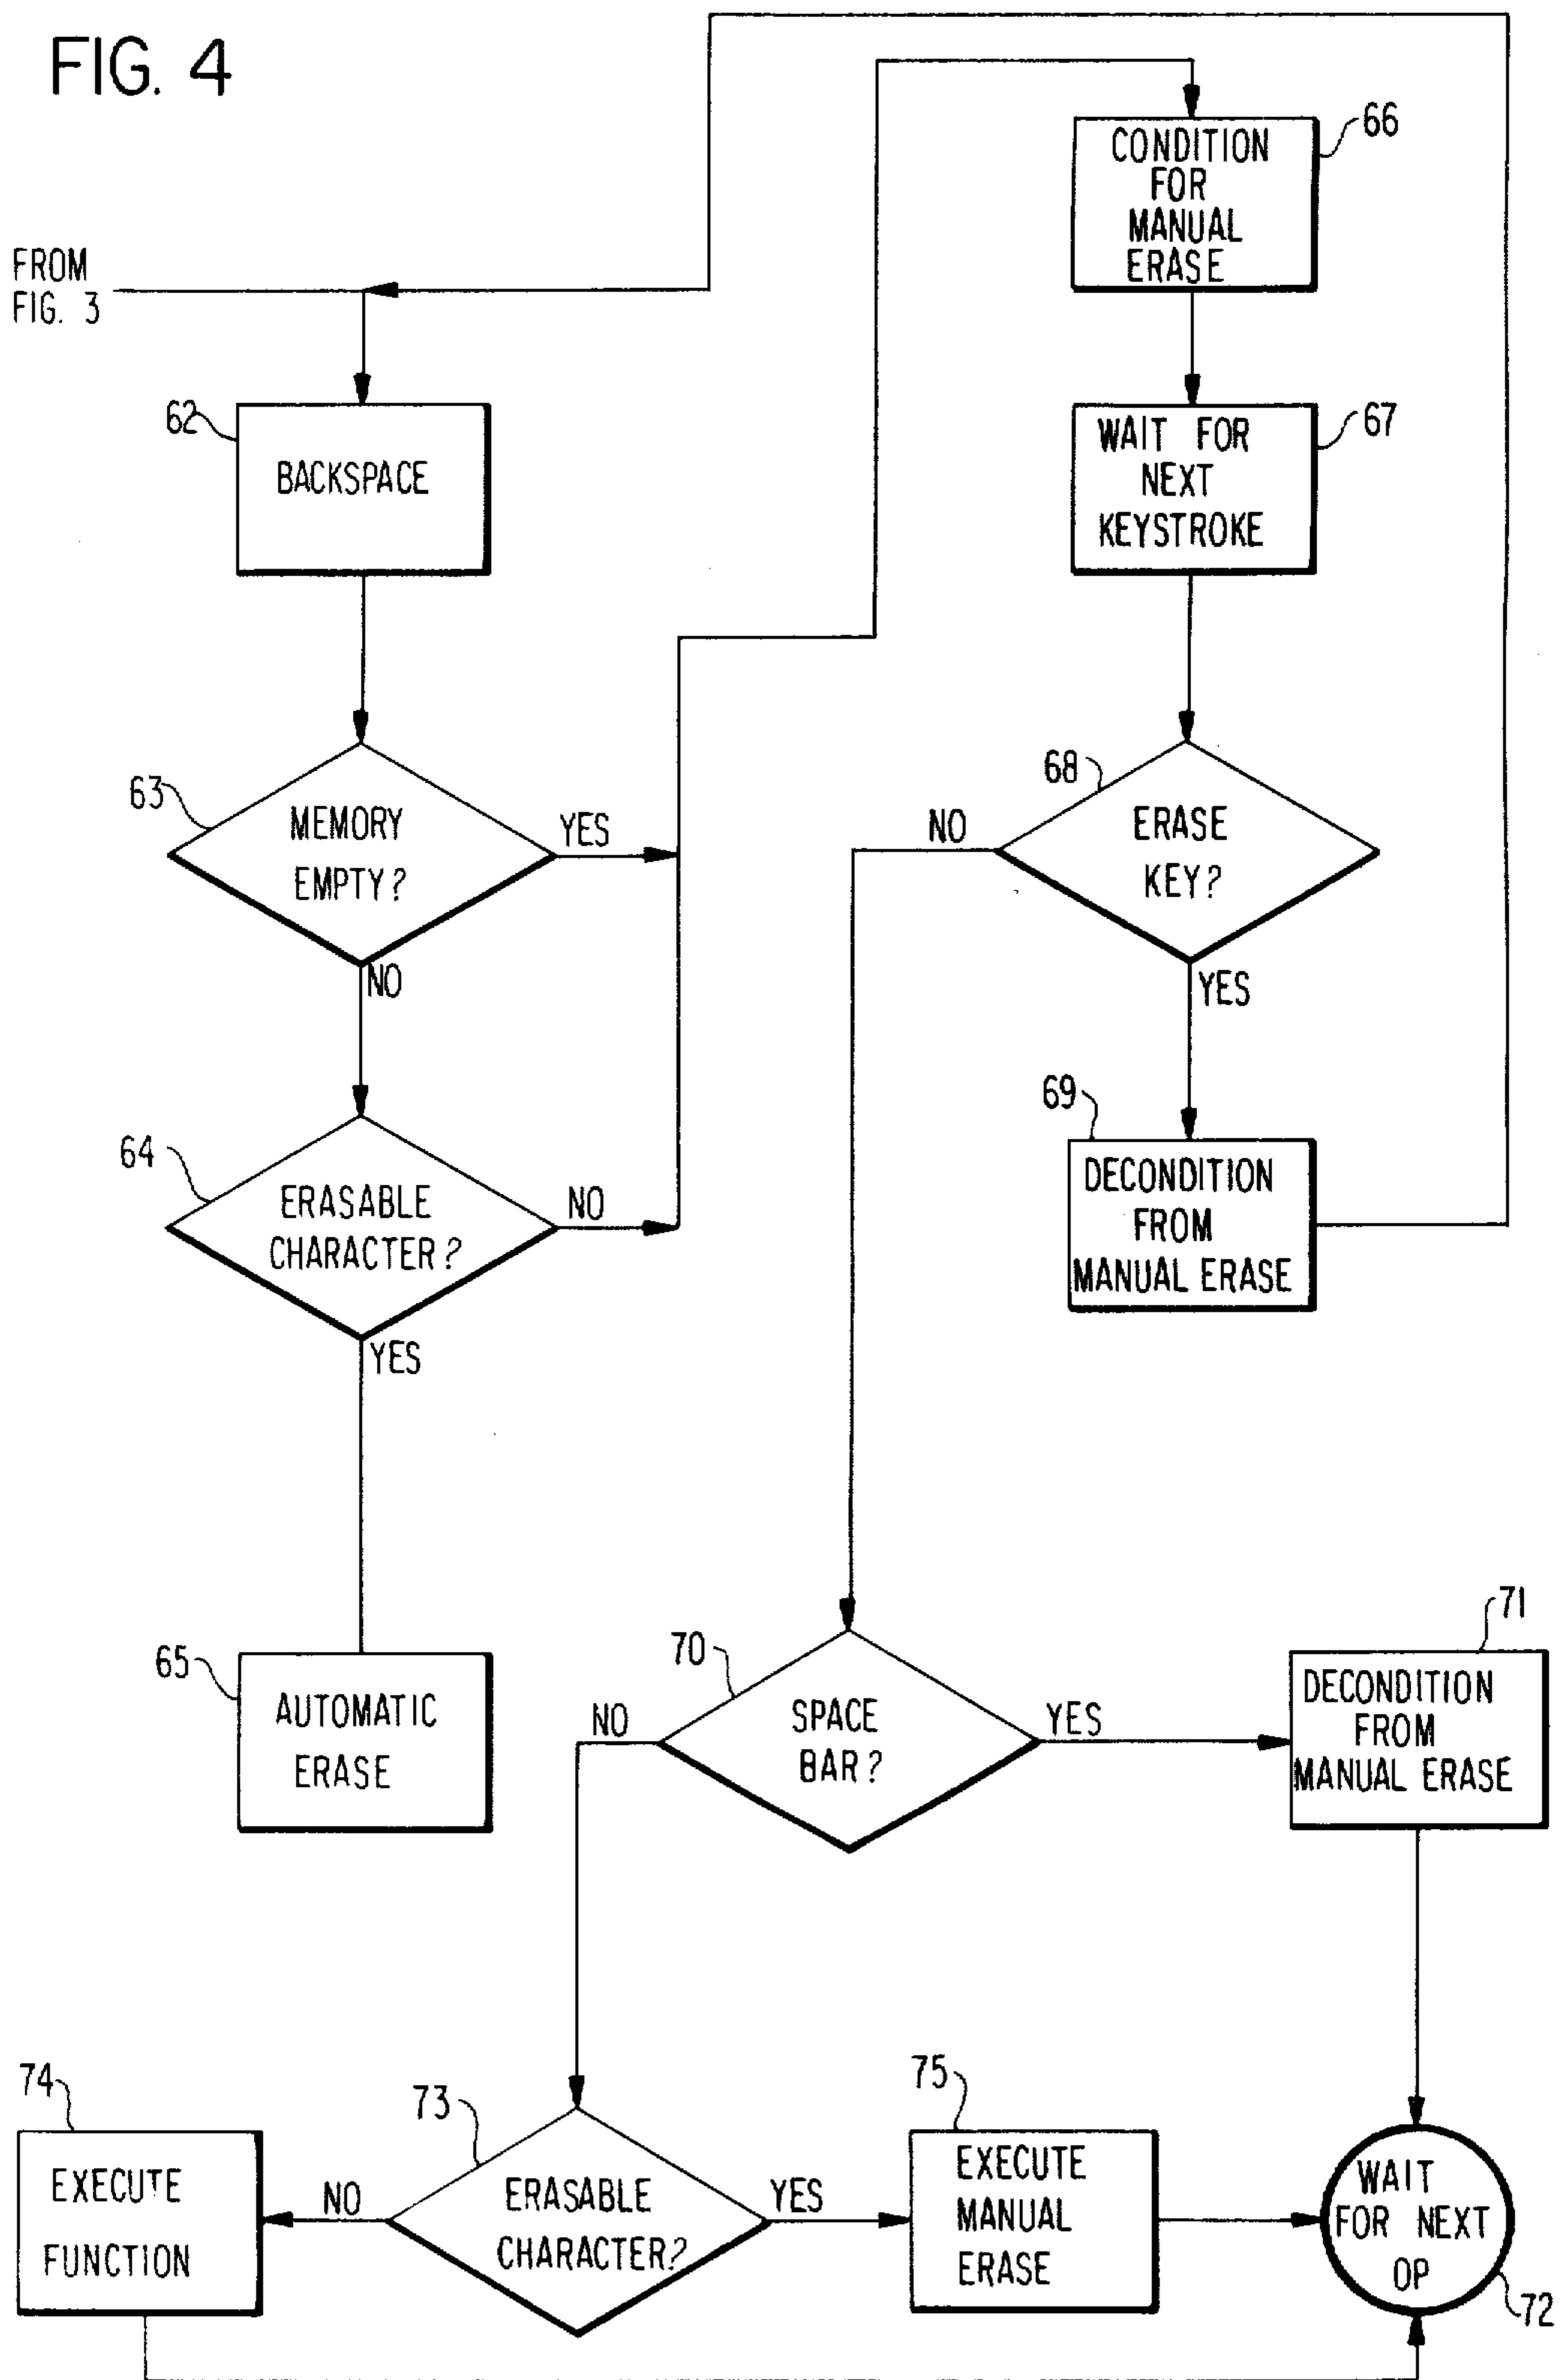 FIG. 4
66
CONDITION
FOR
MANUAL
ERASE
FROM
FIG. 3
62
BACKSPACE
67
WAIT FOR
NEXT
KEYSTROKE
63
MEMORY
EMPTY?
YES
NO
68
ERASE
KEY?
NO
YES
64
ERASABLE
CHARACTER?
NO
YES
69
DECONDITION
FROM
MANUAL ERASE
65
AUTOMATIC
ERASE
70
SPACE
BAR?
NO
YES
71
DECONDITION
FROM
MANUAL ERASE
74
EXECUTE
FUNCTION
73
ERASABLE
CHARACTER?
NO
YES
75
EXECUTE
MANUAL
ERASE
WAIT
FOR NEXT
OP
72